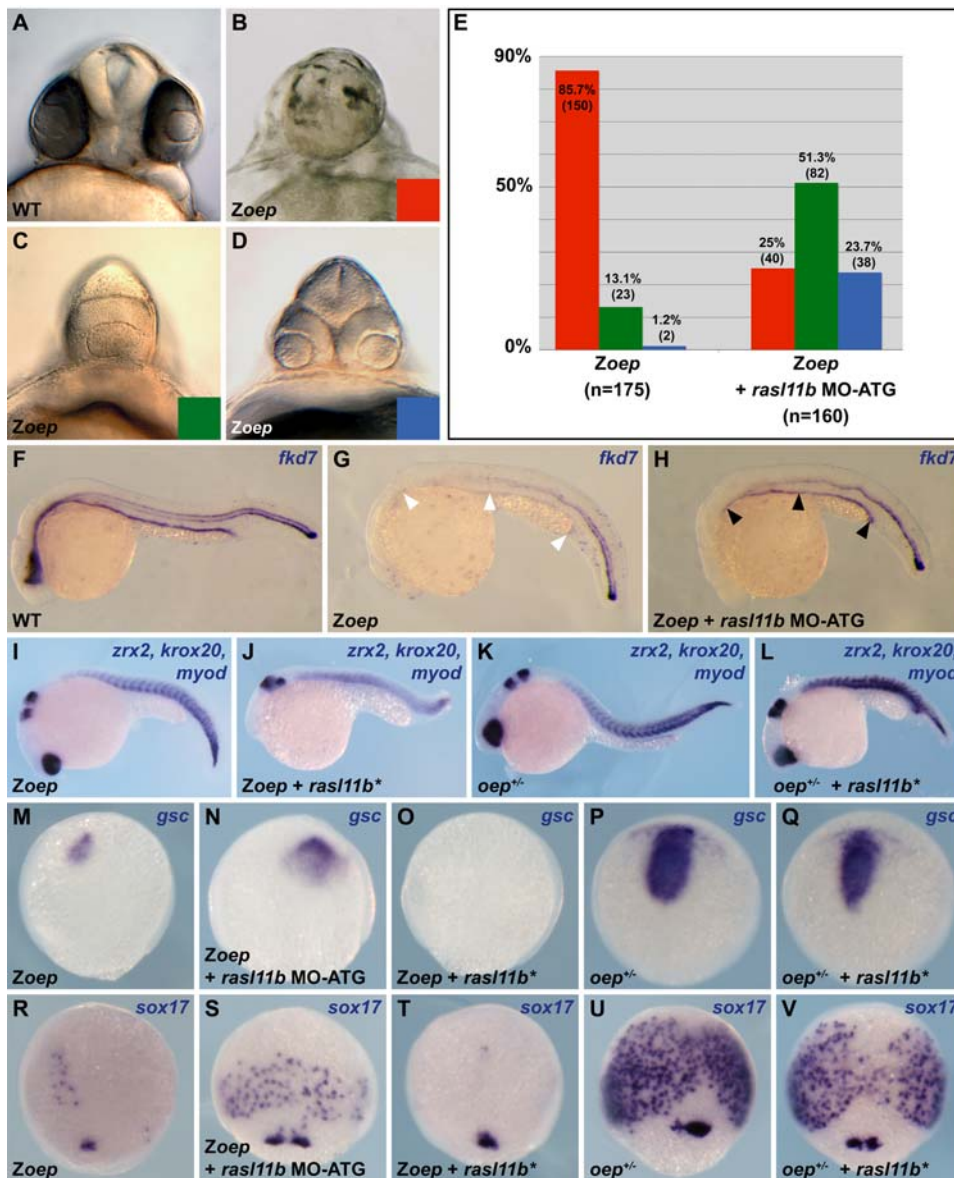 A
WT
B
Zoep
C
Zoep
D
Zoep
E
90%
50%
0%
85.7%
(150)
13.1%
(23)
1.2%
(2)
25%
(40)
51.3%
(82)
23.7%
(38)
Zoep
(n=175)
Zoep
+ rasl11b MO-ATG
(n=160)
F
fkd7
WT
G
fkd7
Zoep
H
fkd7
Zoep + rasl11b MO-ATG
I
zrx2, krox20,
myod
Zoep
J
zrx2, krox20,
myod
Zoep + rasl11b*
K
zrx2, krox20,
myod
oep+/-
L
zrx2, krox20,
myod
oep+/- + rasl11b*
M
gsc
Zoep
N
gsc
Zoep
+ rasl11b MO-ATG
O
gsc
Zoep + rasl11b*
P
gsc
oep+/-
Q
gsc
oep+/- + rasl11b*
R
sox17
Zoep
S
sox17
Zoep
+ rasl11b MO-ATG
T
sox17
Zoep + rasl11b*
U
sox17
oep+/-
V
sox17
oep+/- + rasl11b*